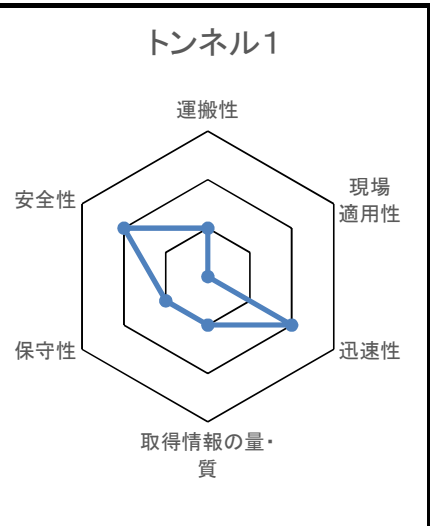 トンネル1
運搬性
現場
適用性
安全性
保守性
迅速性
取得情報の量・
質